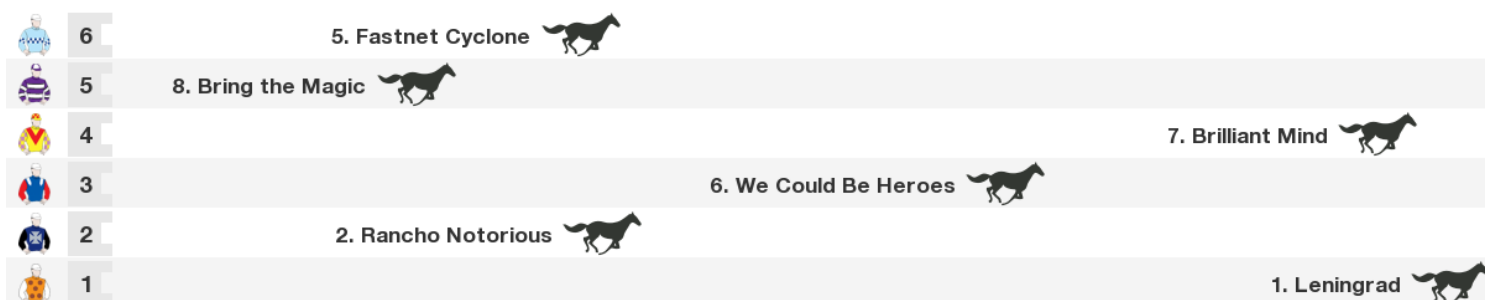 6 5. Fastnet Cyclone
5 8. Bring the Magic
4 7. Brilliant Mind
3 6. We Could Be Heroes
2 2. Rancho Notorious
1 1. Leningrad